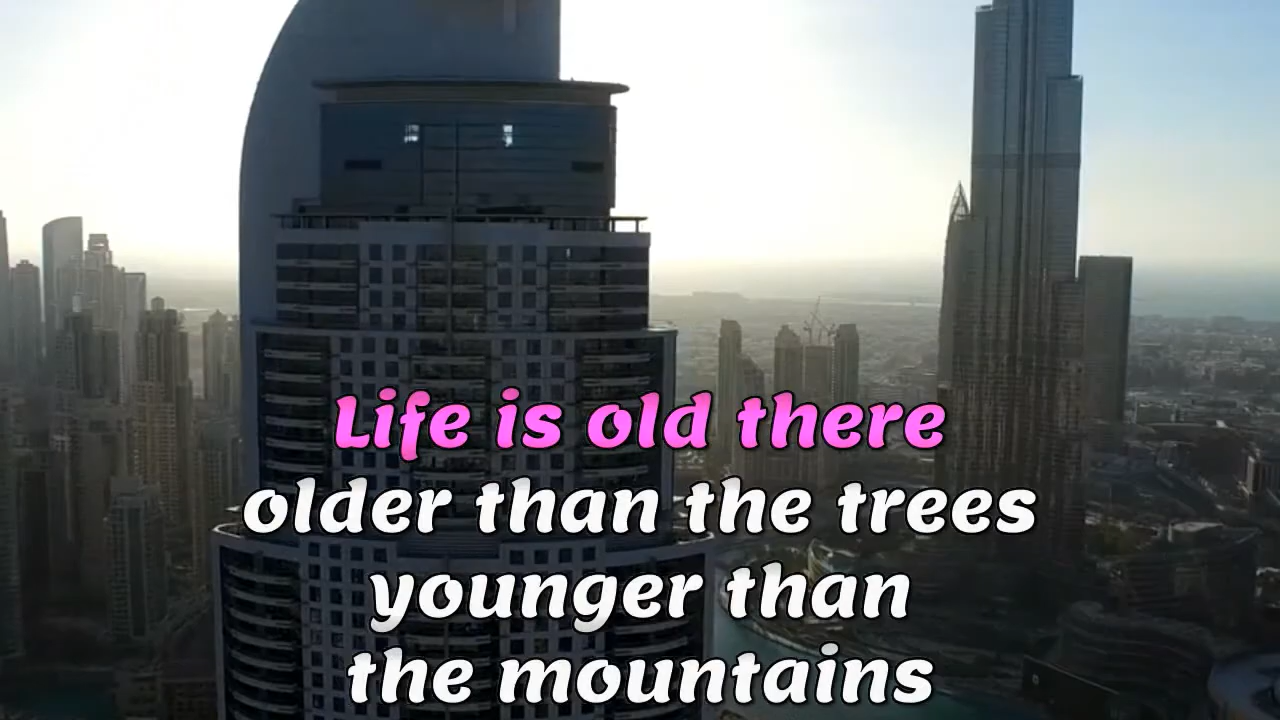 Life is old there
older than the trees
younger than
the mountains